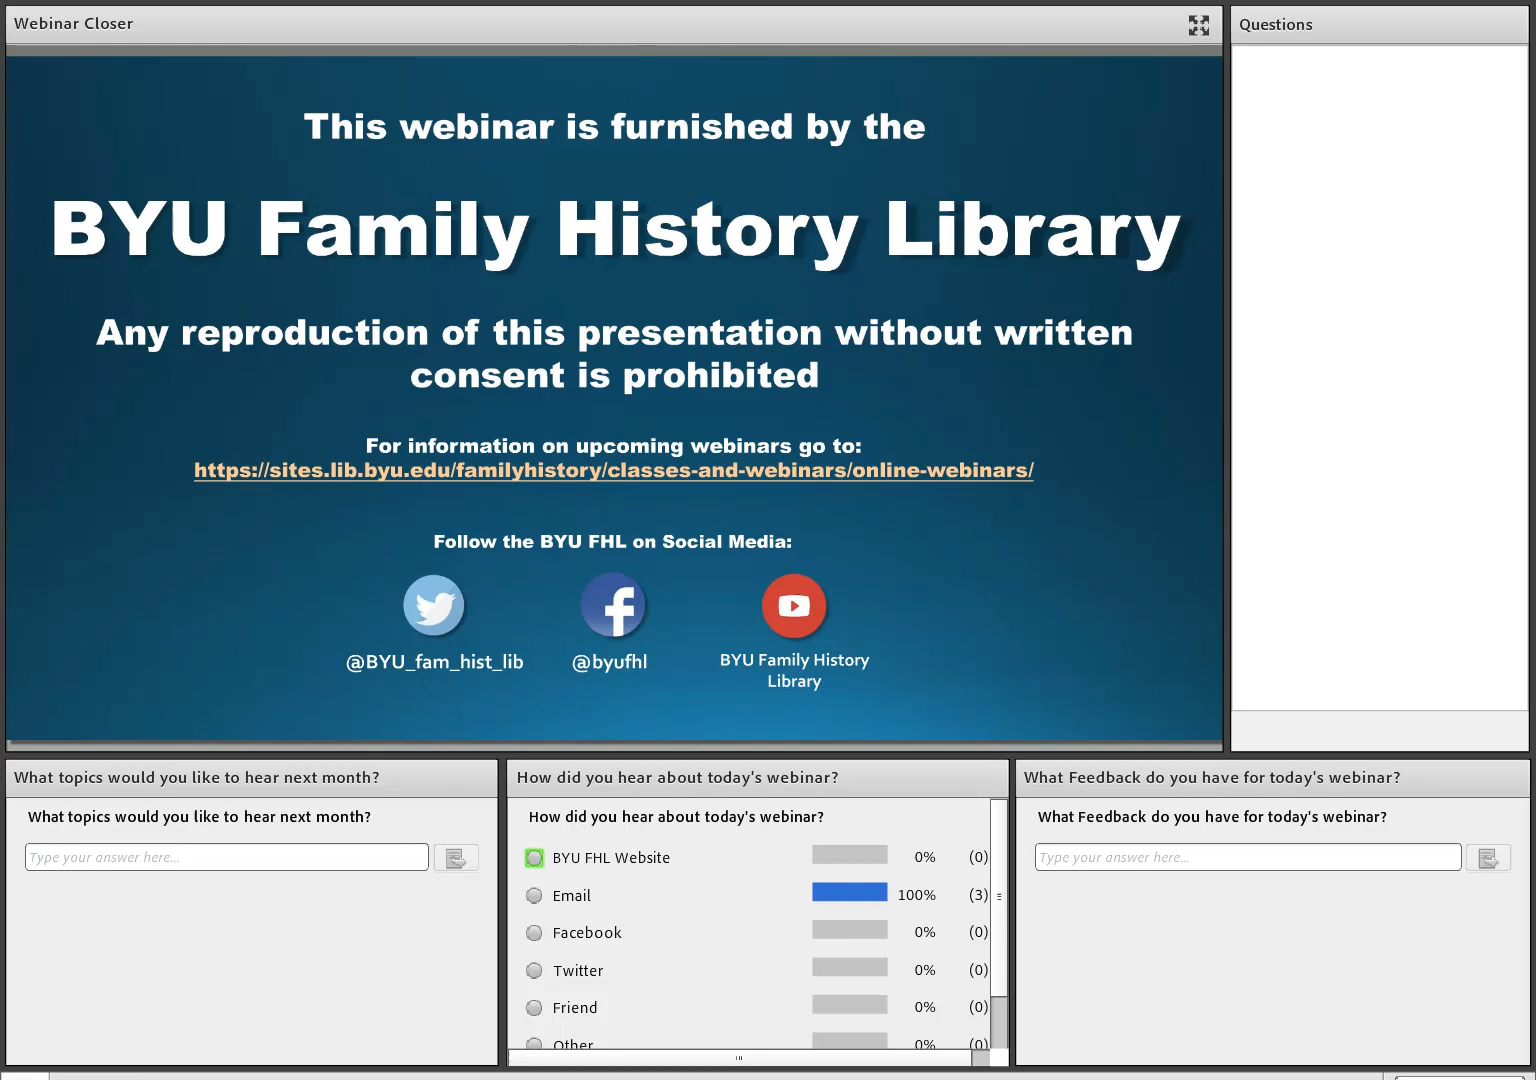 Webinar Closer
Questions
This webinar is furnished by the
BYU Family History Library
Any reproduction of this presentation without written
consent is prohibited
For information on upcoming webinars go to:
https://sites.lib.byu.edu/familyhistory/classes-and-webinars/online-webinars/
Follow the BYU FHL on Social Media:
@BYU_fam_hist_lib
@byufhl
BYU Family History
Library
What topics would you like to hear next month?
What topics would you like to hear next month?
Type your answer here...
How did you hear about today's webinar?
How did you hear about today's webinar?
BYU FHL Website 0% (0)
Email 100% (3)
Facebook 0% (0)
Twitter 0% (0)
Friend 0% (0)
Other 0% (0)
What Feedback do you have for today's webinar?
What Feedback do you have for today's webinar?
Type your answer here...